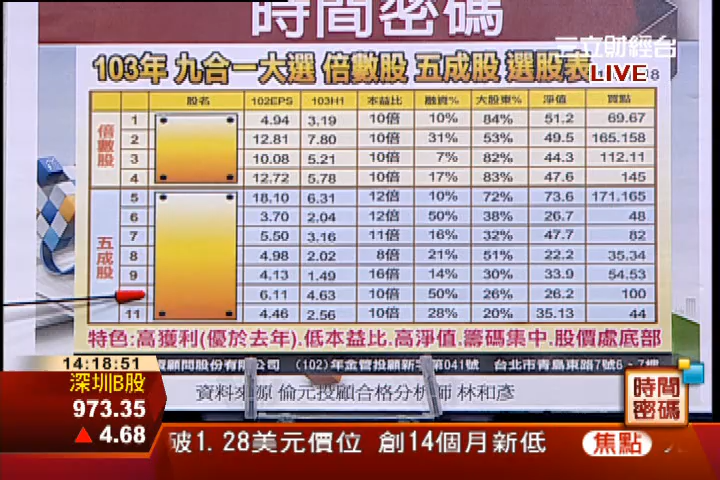 時間密碼
三立財經台
LIVE
103年 九合一大選 倍數股 五成股 選股表
股名 102EPS 103H1 本益比 融資% 大股東% 淨值 買點
倍數股
1 4.94 3.19 10倍 10% 84% 51.2 69.67
2 12.81 7.80 10倍 31% 53% 49.5 165.158
3 10.08 5.21 10倍 7% 82% 44.3 112.11
4 12.72 5.78 10倍 17% 83% 47.6 145
五成股
5 18.10 6.31 12倍 10% 72% 73.6 171.165
6 3.70 2.04 12倍 50% 38% 26.7 48
7 5.50 3.16 11倍 16% 32% 47.7 82
8 4.98 2.02 8倍 21% 51% 22.2 35.34
9 4.13 1.49 16倍 14% 30% 33.9 54.53
6.11 4.63 10倍 50% 26% 26.2 100
11 4.46 2.56 10倍 28% 20% 35.13 44
特色:高獲利(優於去年).低本益比.高淨值.籌碼集中.股價處底部
14:18:51
投顧問股份有限公司 (102)年金管投顧新字第041號 台北市青島東路7號6、7樓
資料來源 倫元投顧合格分析師 林和彥
深圳B股
973.35
▲ 4.68
時間密碼
破1.28美元價位 創14個月新低 焦點